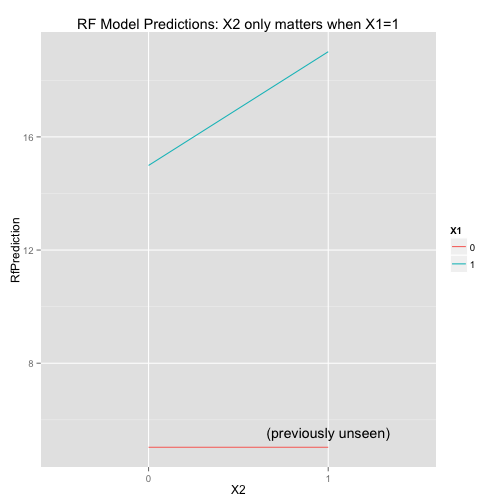 RF Model Predictions: X2 only matters when X1=1
16
12
8
RfPrediction
(previously unseen)
0
1
X2
X1
0
1